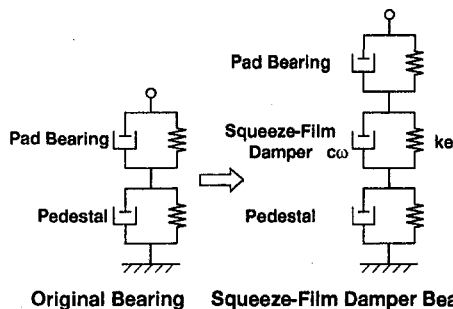 Pad Bearing
Pedestal
Original Bearing
Pad Bearing
Squeeze-Film
Damper cω
ke
Pedestal
Squeeze-Film Damper Bea